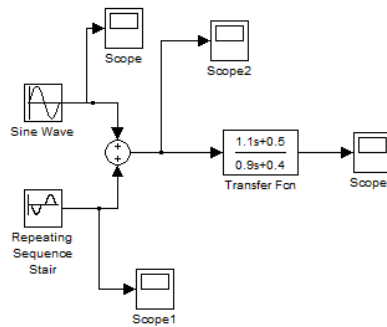 Scope
Scope2
Sine Wave
+
+
1.1s+0.5
0.9s+0.4
Transfer Fcn
Scope
Repeating
Sequence
Stair
Scope1